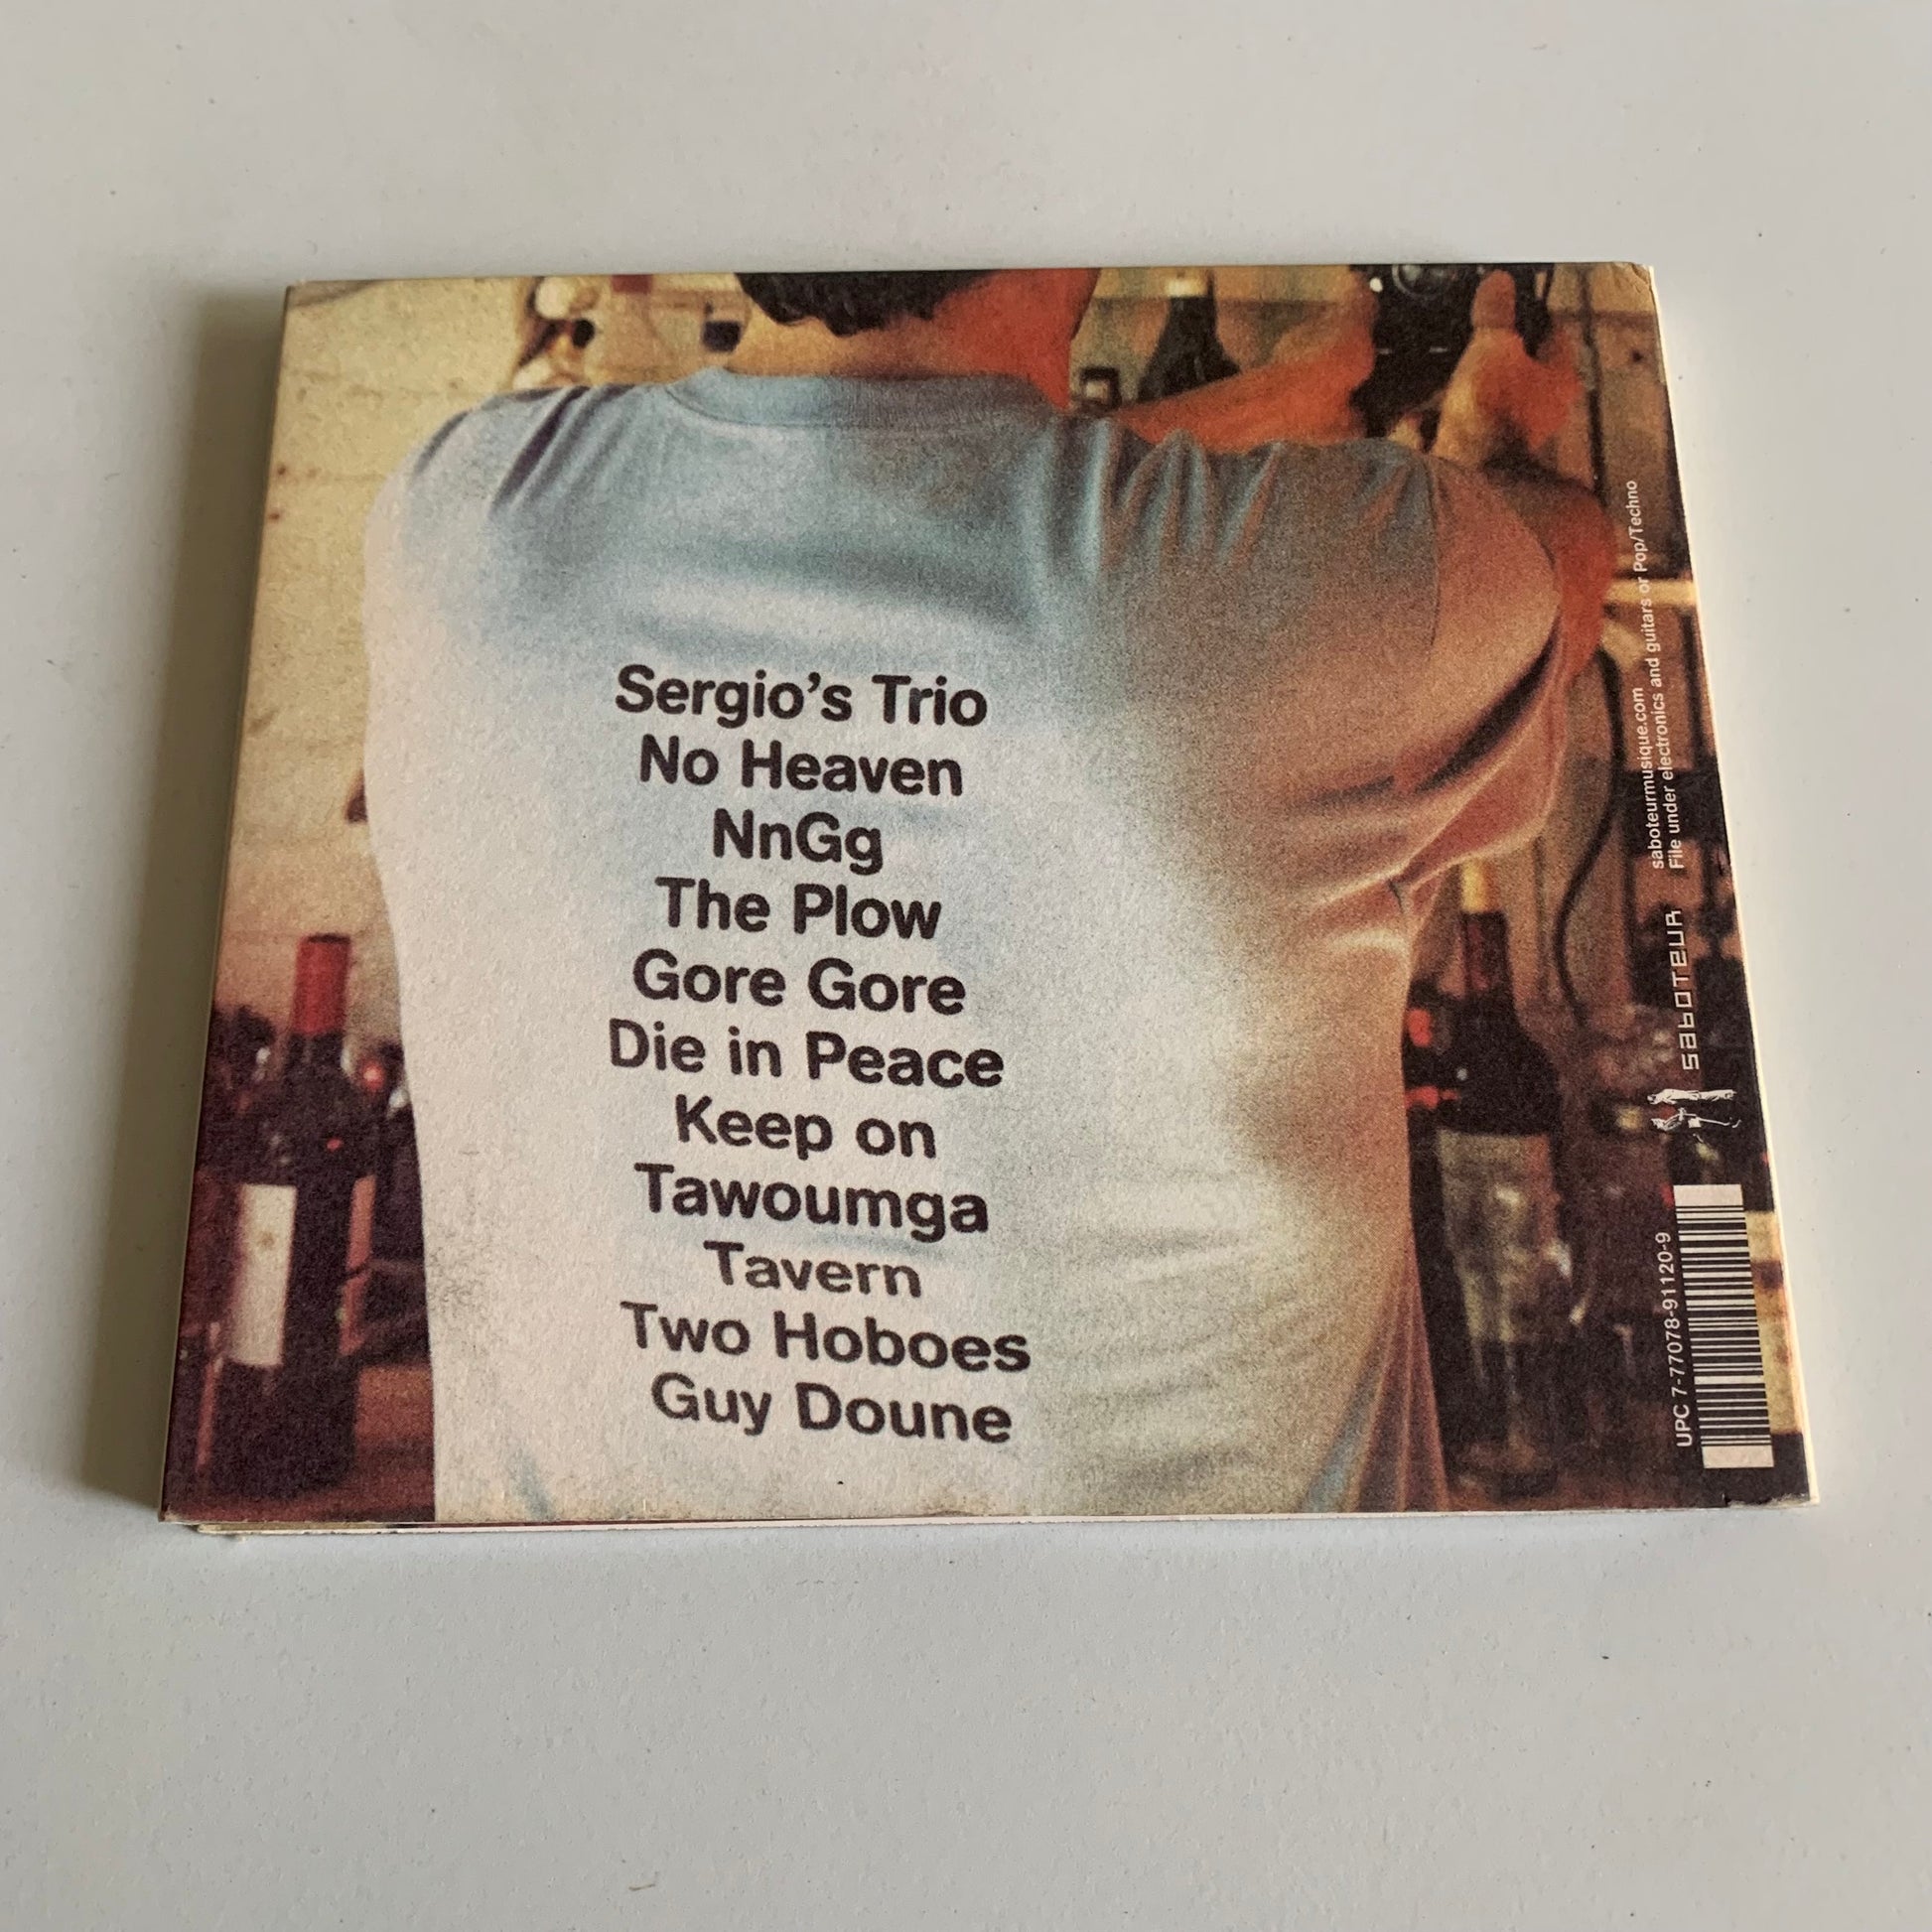 Sergio's Trio
No Heaven
NnGg
The Plow
Gore Gore
Die in Peace
Keep on
Tawoumga
Tavern
Two Hoboes
Guy Doune
saboteurmusique.com
File under electronics and guitars or Pop/Techno
saboteur
UPC 7-77078-91120-9